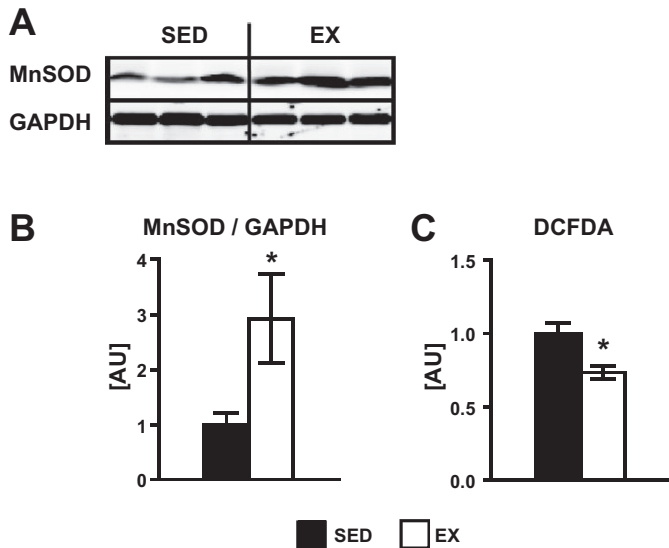 A
SED EX
MnSOD
GAPDH
B MnSOD / GAPDH
[AU]
4
3
2
1
0
*
C DCFDA
[AU]
1.5
1.0
0.5
0.0
*
SED EX